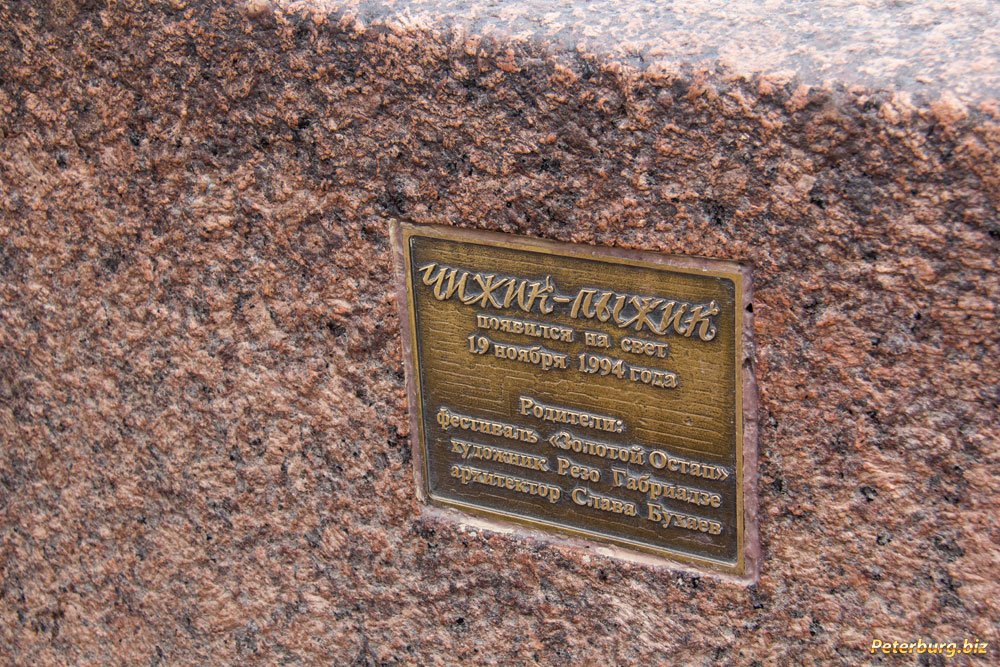 ЧИЖИК-ПЫЖИК
появился на свет
19 ноября 1994 года
Родители:
фестиваль «Золотой Остап»
художник Резо Габриадзе
архитектор Слава Бухаев
Peterburg.biz